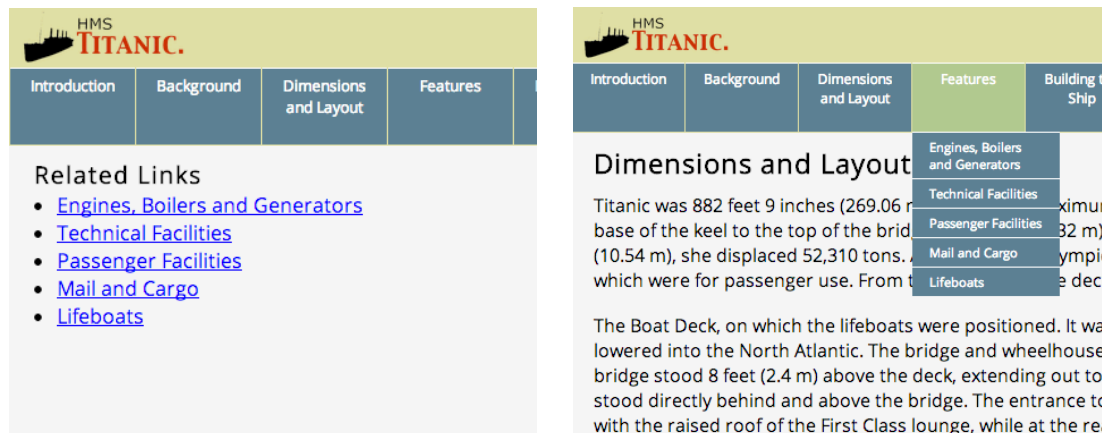 HMS
TITANIC.
Introduction Background Dimensions and Layout Features
Related Links
Engines, Boilers and Generators
Technical Facilities
Passenger Facilities
Mail and Cargo
Lifeboats
HMS
TITANIC.
Introduction Background Dimensions and Layout Features Building Ship
Engines, Boilers
and Generators
Technical Facilities
Passenger Facilities
Mail and Cargo
Lifeboats
Dimensions and Layout
Titanic was 882 feet 9 inches (269.06
base of the keel to the top of the 32 m)
(10.54 m), she displaced 52,310 tons.
which were for passenger use. From
The Boat Deck, on which the lifeboats were positioned. It
lowered into the North Atlantic. The bridge and wheelhouse
bridge stood 8 feet (2.4 m) above the deck, extending out to
stood directly behind and above the bridge. The entrance
with the raised roof of the First Class lounge, while at the